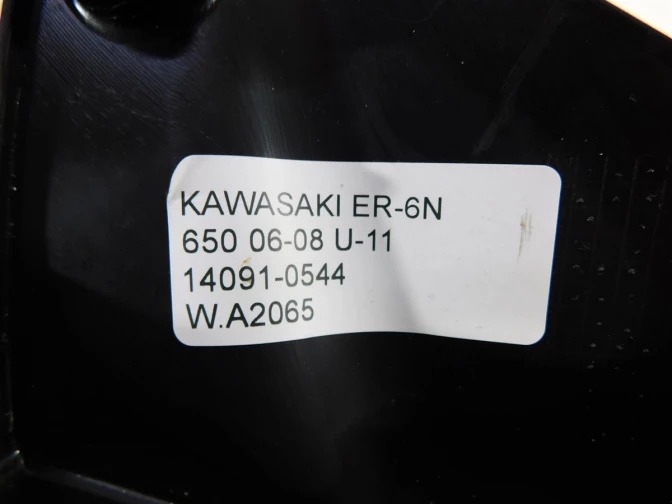 KAWASAKI ER-6N
650 06-08 U-11
14091-0544
W.A2065